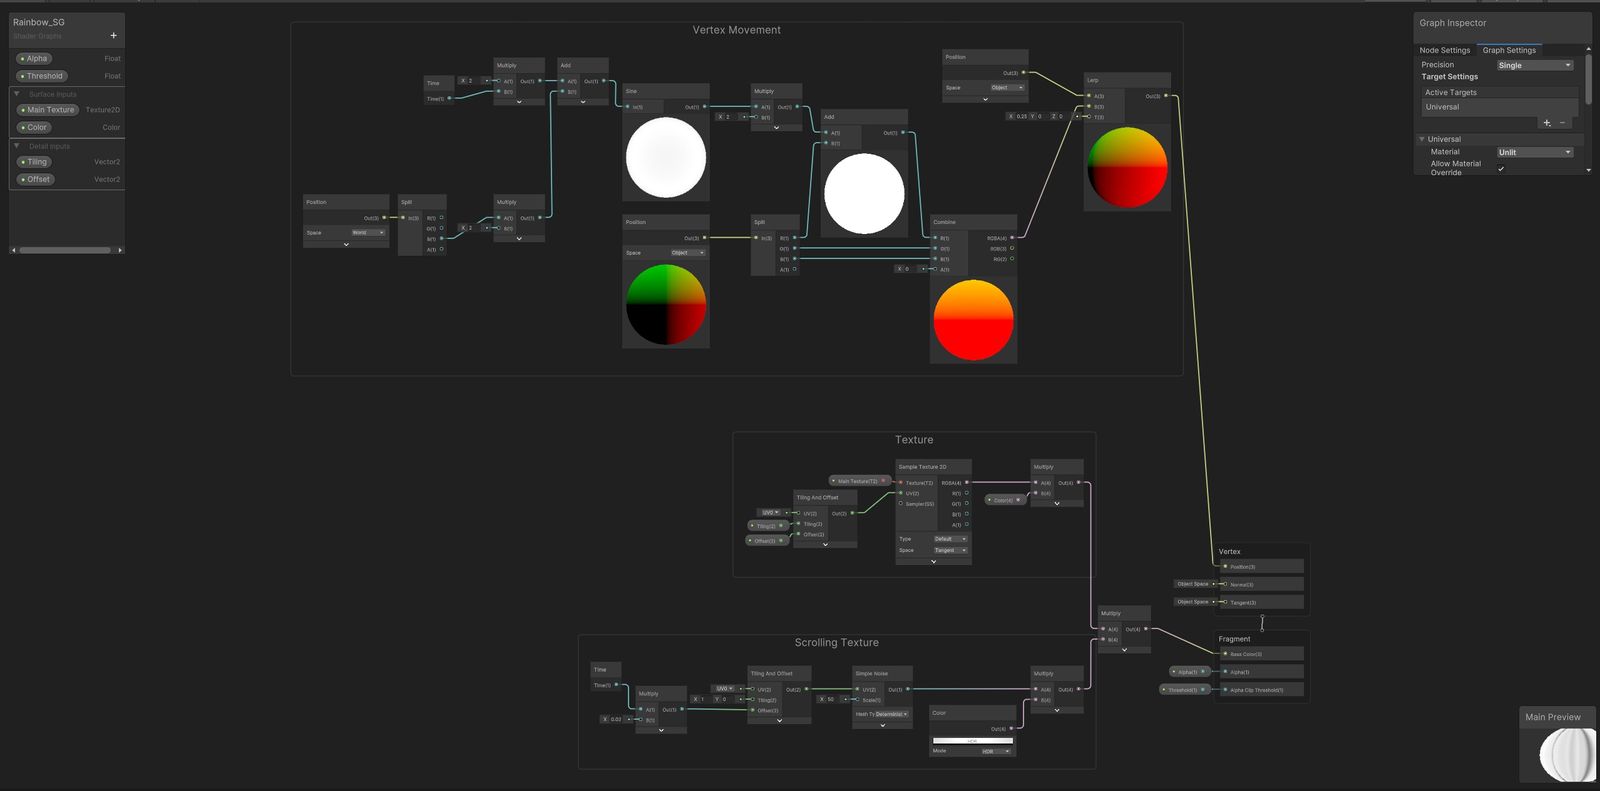 Rainbow_SG
Shader Graphs
+
Alpha Float
Threshold Float
Surface Inputs
Main Texture Texture2D
Color Color
Detail Inputs
Tiling Vector2
Offset Vector2
Vertex Movement
Time
Time(1)
X 2
Multiply
A(1) Out(1)
B(1)
Add
A(1) Out(1)
B(1)
Position
Out(3)
Space World
Split
In(3) R(1)
G(1)
B(1)
A(1)
X 2
Multiply
A(1) Out(1)
B(1)
Sine
In(1) Out(1)
X 2
Multiply
A(1) Out(1)
B(1)
Add
A(1) Out(1)
B(1)
Position
Out(3)
Space Object
Split
In(3) R(1)
G(1)
B(1)
A(1)
X 0
Combine
R(1) RGBA(4)
G(1) RGB(3)
B(1) RG(2)
A(1)
Position
Out(3)
Space Object
X 0.25 Y 0 Z 0
Lerp
A(3) Out(3)
B(3)
T(3)
Graph Inspector
Node Settings Graph Settings
Precision Single
Target Settings
Active Targets
Universal
+ −
Universal
Material Unlit
Allow Material
Override
Texture
UV0
Tiling(2)
Offset(2)
Tiling And Offset
UV(2) Out(2)
Tiling(2)
Offset(2)
Main Texture(T2)
Sample Texture 2D
Texture(T2) RGBA(4)
UV(2) R(1)
Sampler(SS) G(1)
B(1)
A(1)
Type Default
Space Tangent
Color(4)
Multiply
A(4) Out(4)
B(4)
Scrolling Texture
Time
Time(1)
X 0.02
Multiply
A(1) Out(1)
B(1)
UV0
X 1 Y 0
Tiling And Offset
UV(2) Out(2)
Tiling(2)
Offset(2)
X 50
Simple Noise
UV(2) Out(1)
Scale(1)
Hash Ty Determinis
Color
Out(4)
HDR
Mode HDR
Multiply
A(4) Out(4)
B(4)
Multiply
A(4) Out(4)
B(4)
Vertex
Position(3)
Object Space Normal(3)
Object Space Tangent(3)
Fragment
Base Color(3)
Alpha(1) Alpha(1)
Threshold(1) Alpha Clip Threshold(1)
Main Preview